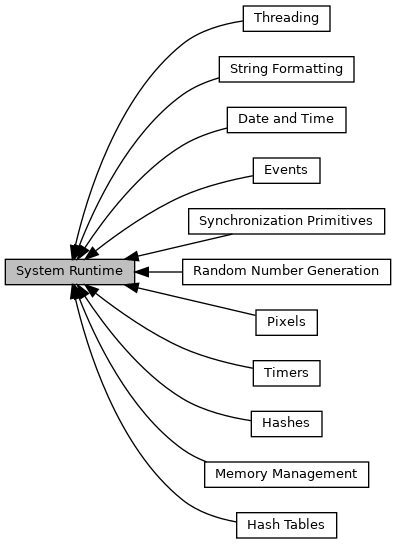 Threading
String Formatting
Date and Time
Events
Synchronization Primitives
System Runtime
Random Number Generation
Pixels
Timers
Hashes
Memory Management
Hash Tables